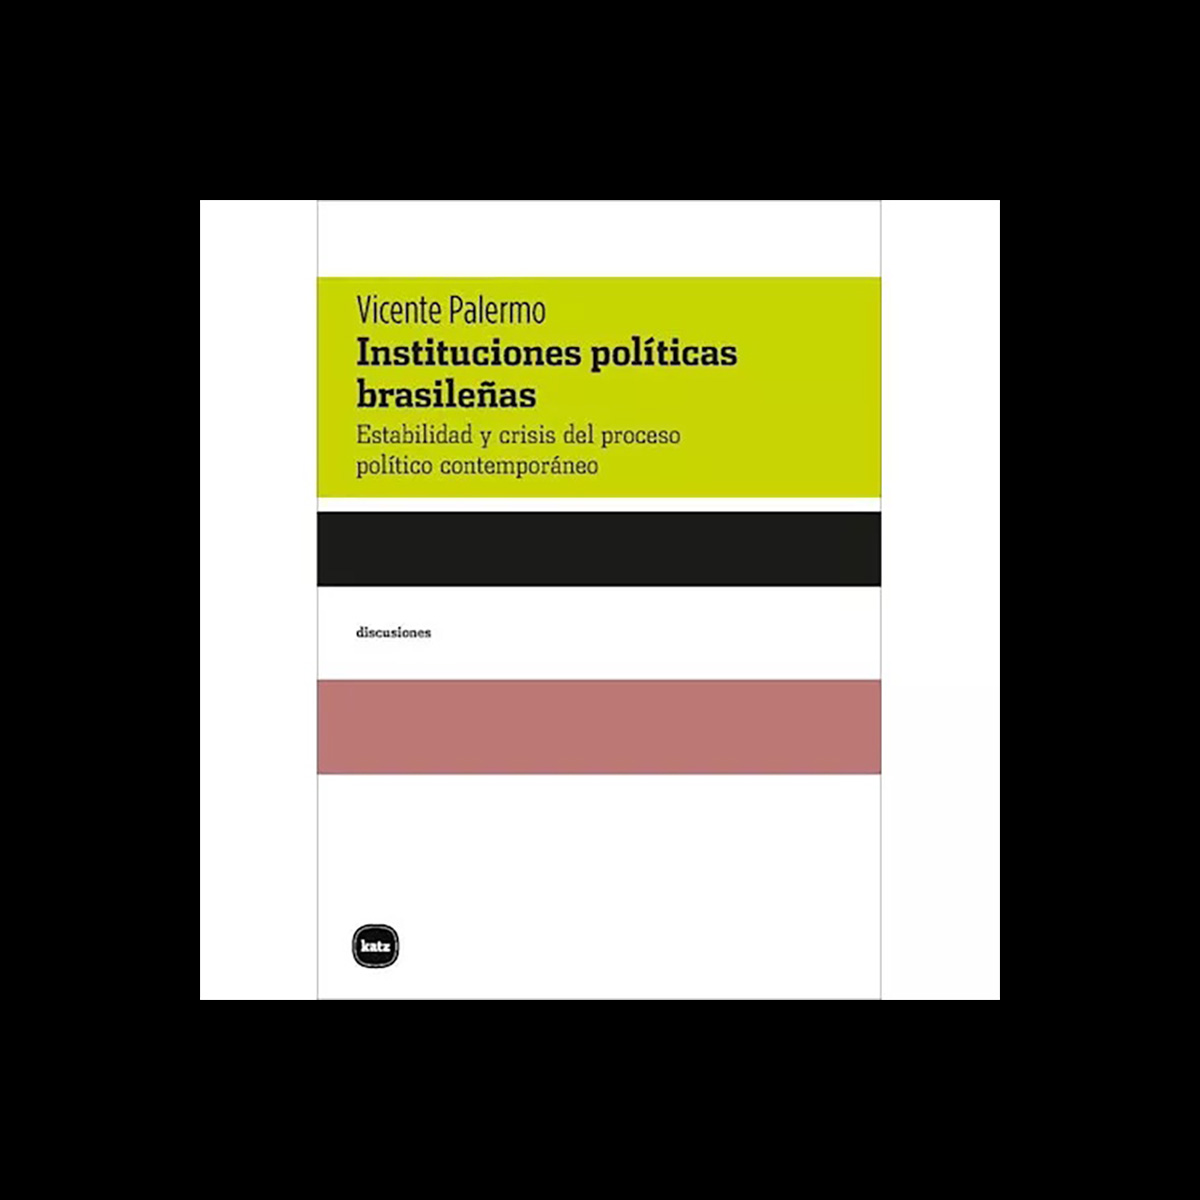 Vicente Palermo
Instituciones políticas
brasileñas
Estabilidad y crisis del proceso
político contemporáneo
discusiones
katz